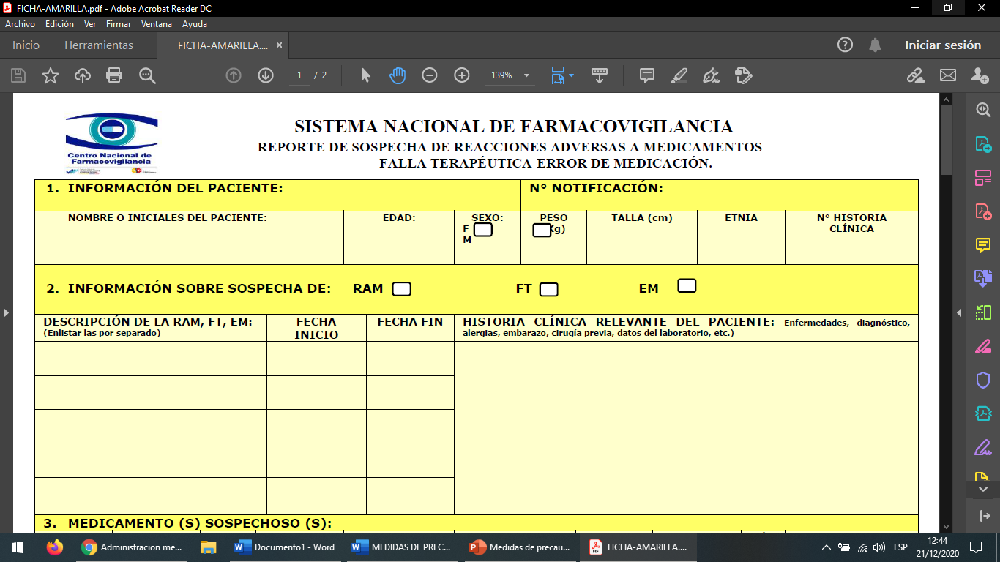 FICHA-AMARILLA.pdf - Adobe Acrobat Reader DC
Archivo Edición Ver Firmar Ventana Ayuda
Inicio Herramientas FICHA-AMARILLA.... × Iniciar sesión
1 / 2 139%
Centro Nacional de
Farmacovigilancia
SISTEMA NACIONAL DE FARMACOVIGILANCIA
REPORTE DE SOSPECHA DE REACCIONES ADVERSAS A MEDICAMENTOS -
FALLA TERAPÉUTICA-ERROR DE MEDICACIÓN.
1. INFORMACIÓN DEL PACIENTE: N° NOTIFICACIÓN:
NOMBRE O INICIALES DEL PACIENTE: EDAD: SEXO: PESO TALLA (cm) ETNIA N° HISTORIA
F Kg) CLÍNICA
M
2. INFORMACIÓN SOBRE SOSPECHA DE: RAM FT EM
DESCRIPCIÓN DE LA RAM, FT, EM: FECHA FECHA FIN HISTORIA CLÍNICA RELEVANTE DEL PACIENTE: Enfermedades, diagnóstico,
(Enlistar las por separado) INICIO alergias, embarazo, cirugía previa, datos del laboratorio, etc.)
3. MEDICAMENTO (S) SOSPECHOSO (S):
Administracion me... Documento1 - Word MEDIDAS DE PREC... Medidas de precau... FICHA-AMARILLA.... ESP 12:44
21/12/2020